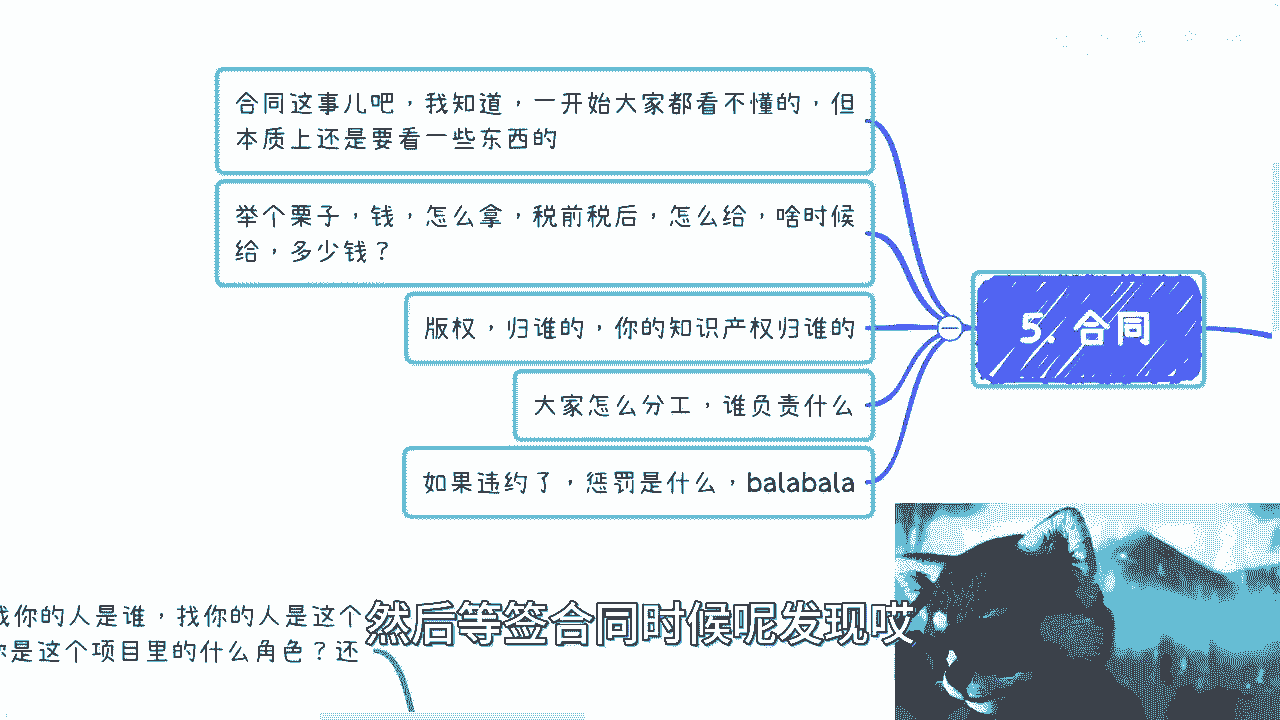 合同这事儿吧，我知道，一开始大家都看不懂的，但
本质上还是要看一些东西的
举个栗子，钱，怎么拿，税前税后，怎么给，啥时候
给，多少钱？
版权，归谁的，你的知识产权归谁的
大家怎么分工，谁负责什么
如果违约了，惩罚是什么，balabala
5. 合同
你的人是谁，找你的人是这个
是这个项目里的什么角色？还
然后等签合同时候呢发现哎